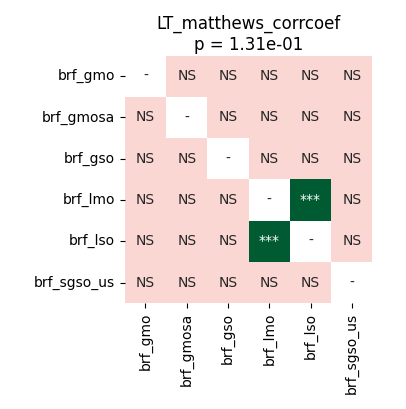 LT_matthews_corrcoef
p = 1.31e-01
brf_gmo - NS NS NS NS NS
brf_gmosa NS - NS NS NS NS
brf_gso NS NS - NS NS NS
brf_lmo NS NS NS - *** NS
brf_lso NS NS NS *** - NS
brf_sgso_us NS NS NS NS NS -
brf_gmo brf_gmosa brf_gso brf_lmo brf_lso brf_sgso_us